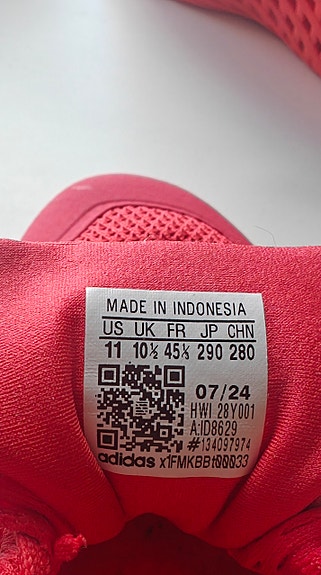 MADE IN INDONESIA
US UK FR JP CHN
11 10½ 45⅓ 290 280
07/24
HWI 28Y001
A:ID8629
#134097974
adidas x1FMKBBt00033